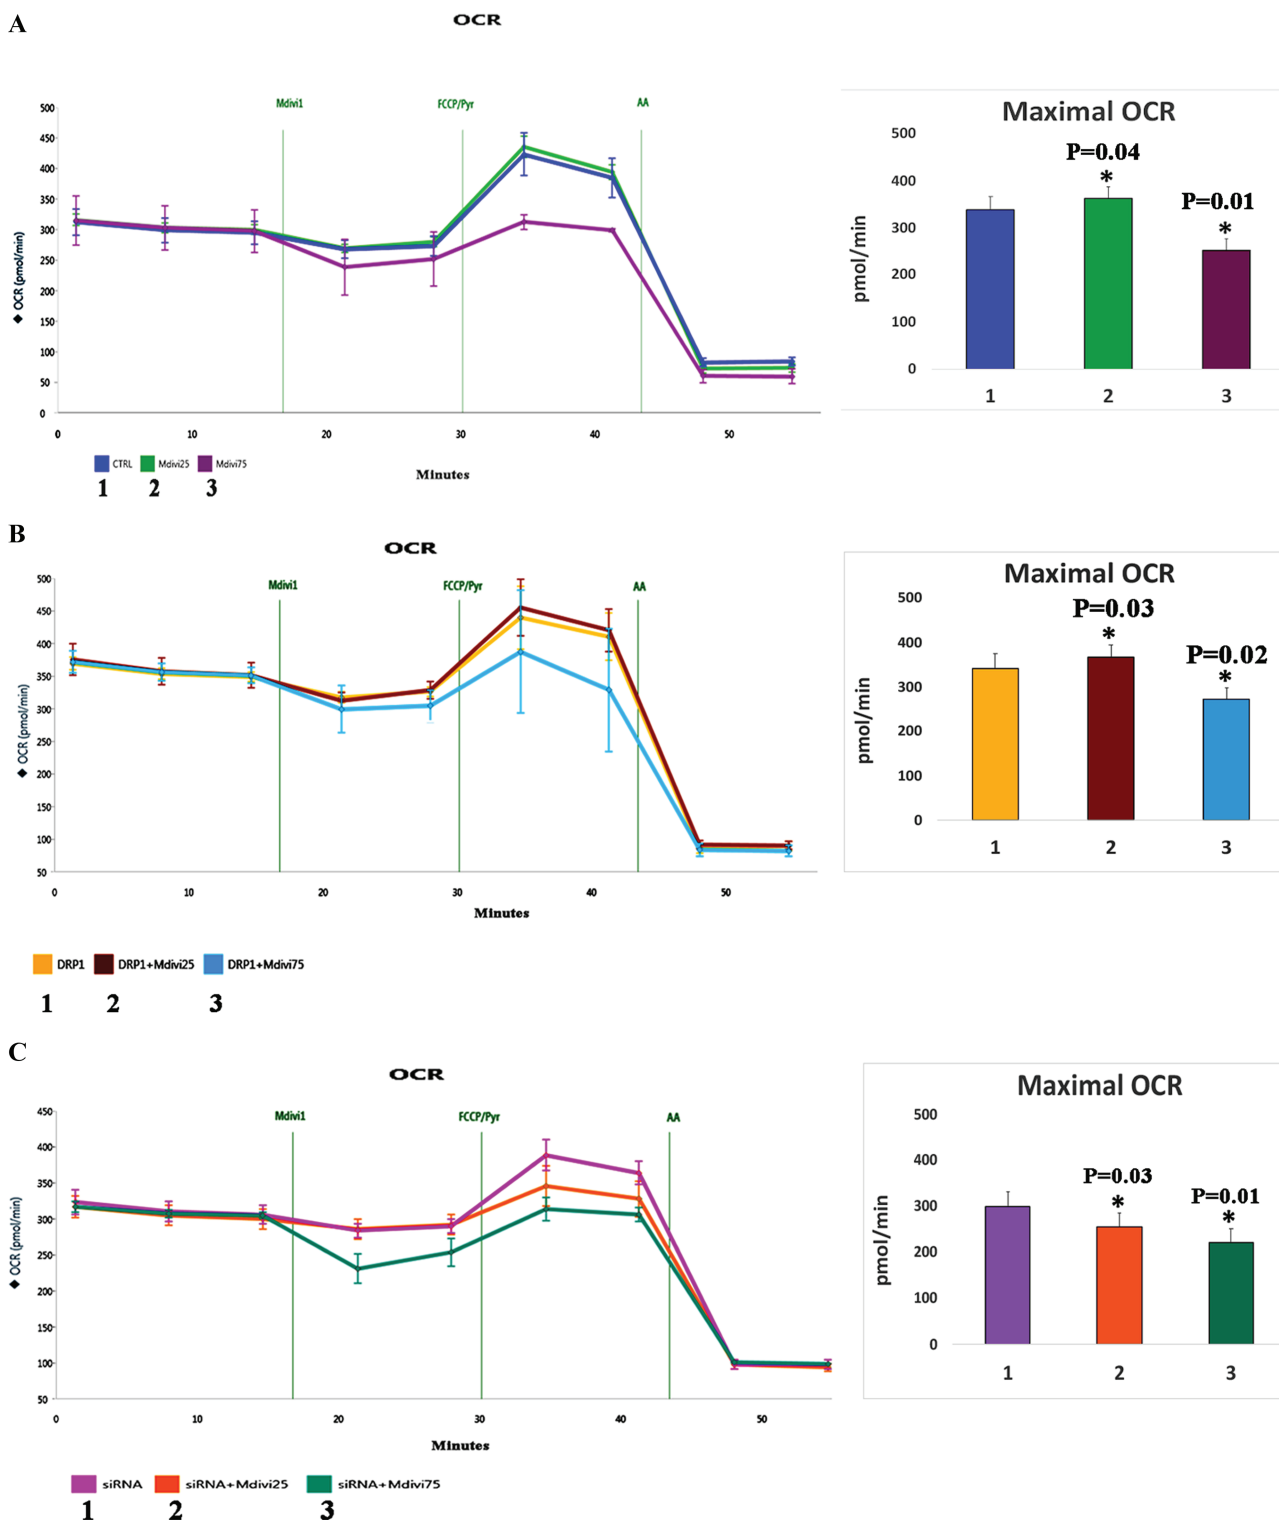 A
OCR
Mdivi1 FCCP/Pyr AA
500
450
400
350
300
250
200
150
100
50
0
◆ OCR (pmol/min)
0 10 20 30 40 50
Minutes
CTRL Mdivi25 Mdivi75
1 2 3
Maximal OCR
500
400
300
200
100
0
pmol/min
P=0.04
*
P=0.01
*
1 2 3
B
OCR
Mdivi1 FCCP/Pyr AA
500
450
400
350
300
250
200
150
100
50
◆ OCR (pmol/min)
0 10 20 30 40 50
Minutes
DRP1 DRP1+Mdivi25 DRP1+Mdivi75
1 2 3
Maximal OCR
500
400
300
200
100
0
pmol/min
P=0.03
*
P=0.02
*
1 2 3
C
OCR
Mdivi1 FCCP/Pyr AA
450
400
350
300
250
200
150
100
50
◆ OCR (pmol/min)
0 10 20 30 40 50
Minutes
siRNA siRNA+Mdivi25 siRNA+Mdivi75
1 2 3
Maximal OCR
500
400
300
200
100
0
pmol/min
P=0.03
*
P=0.01
*
1 2 3